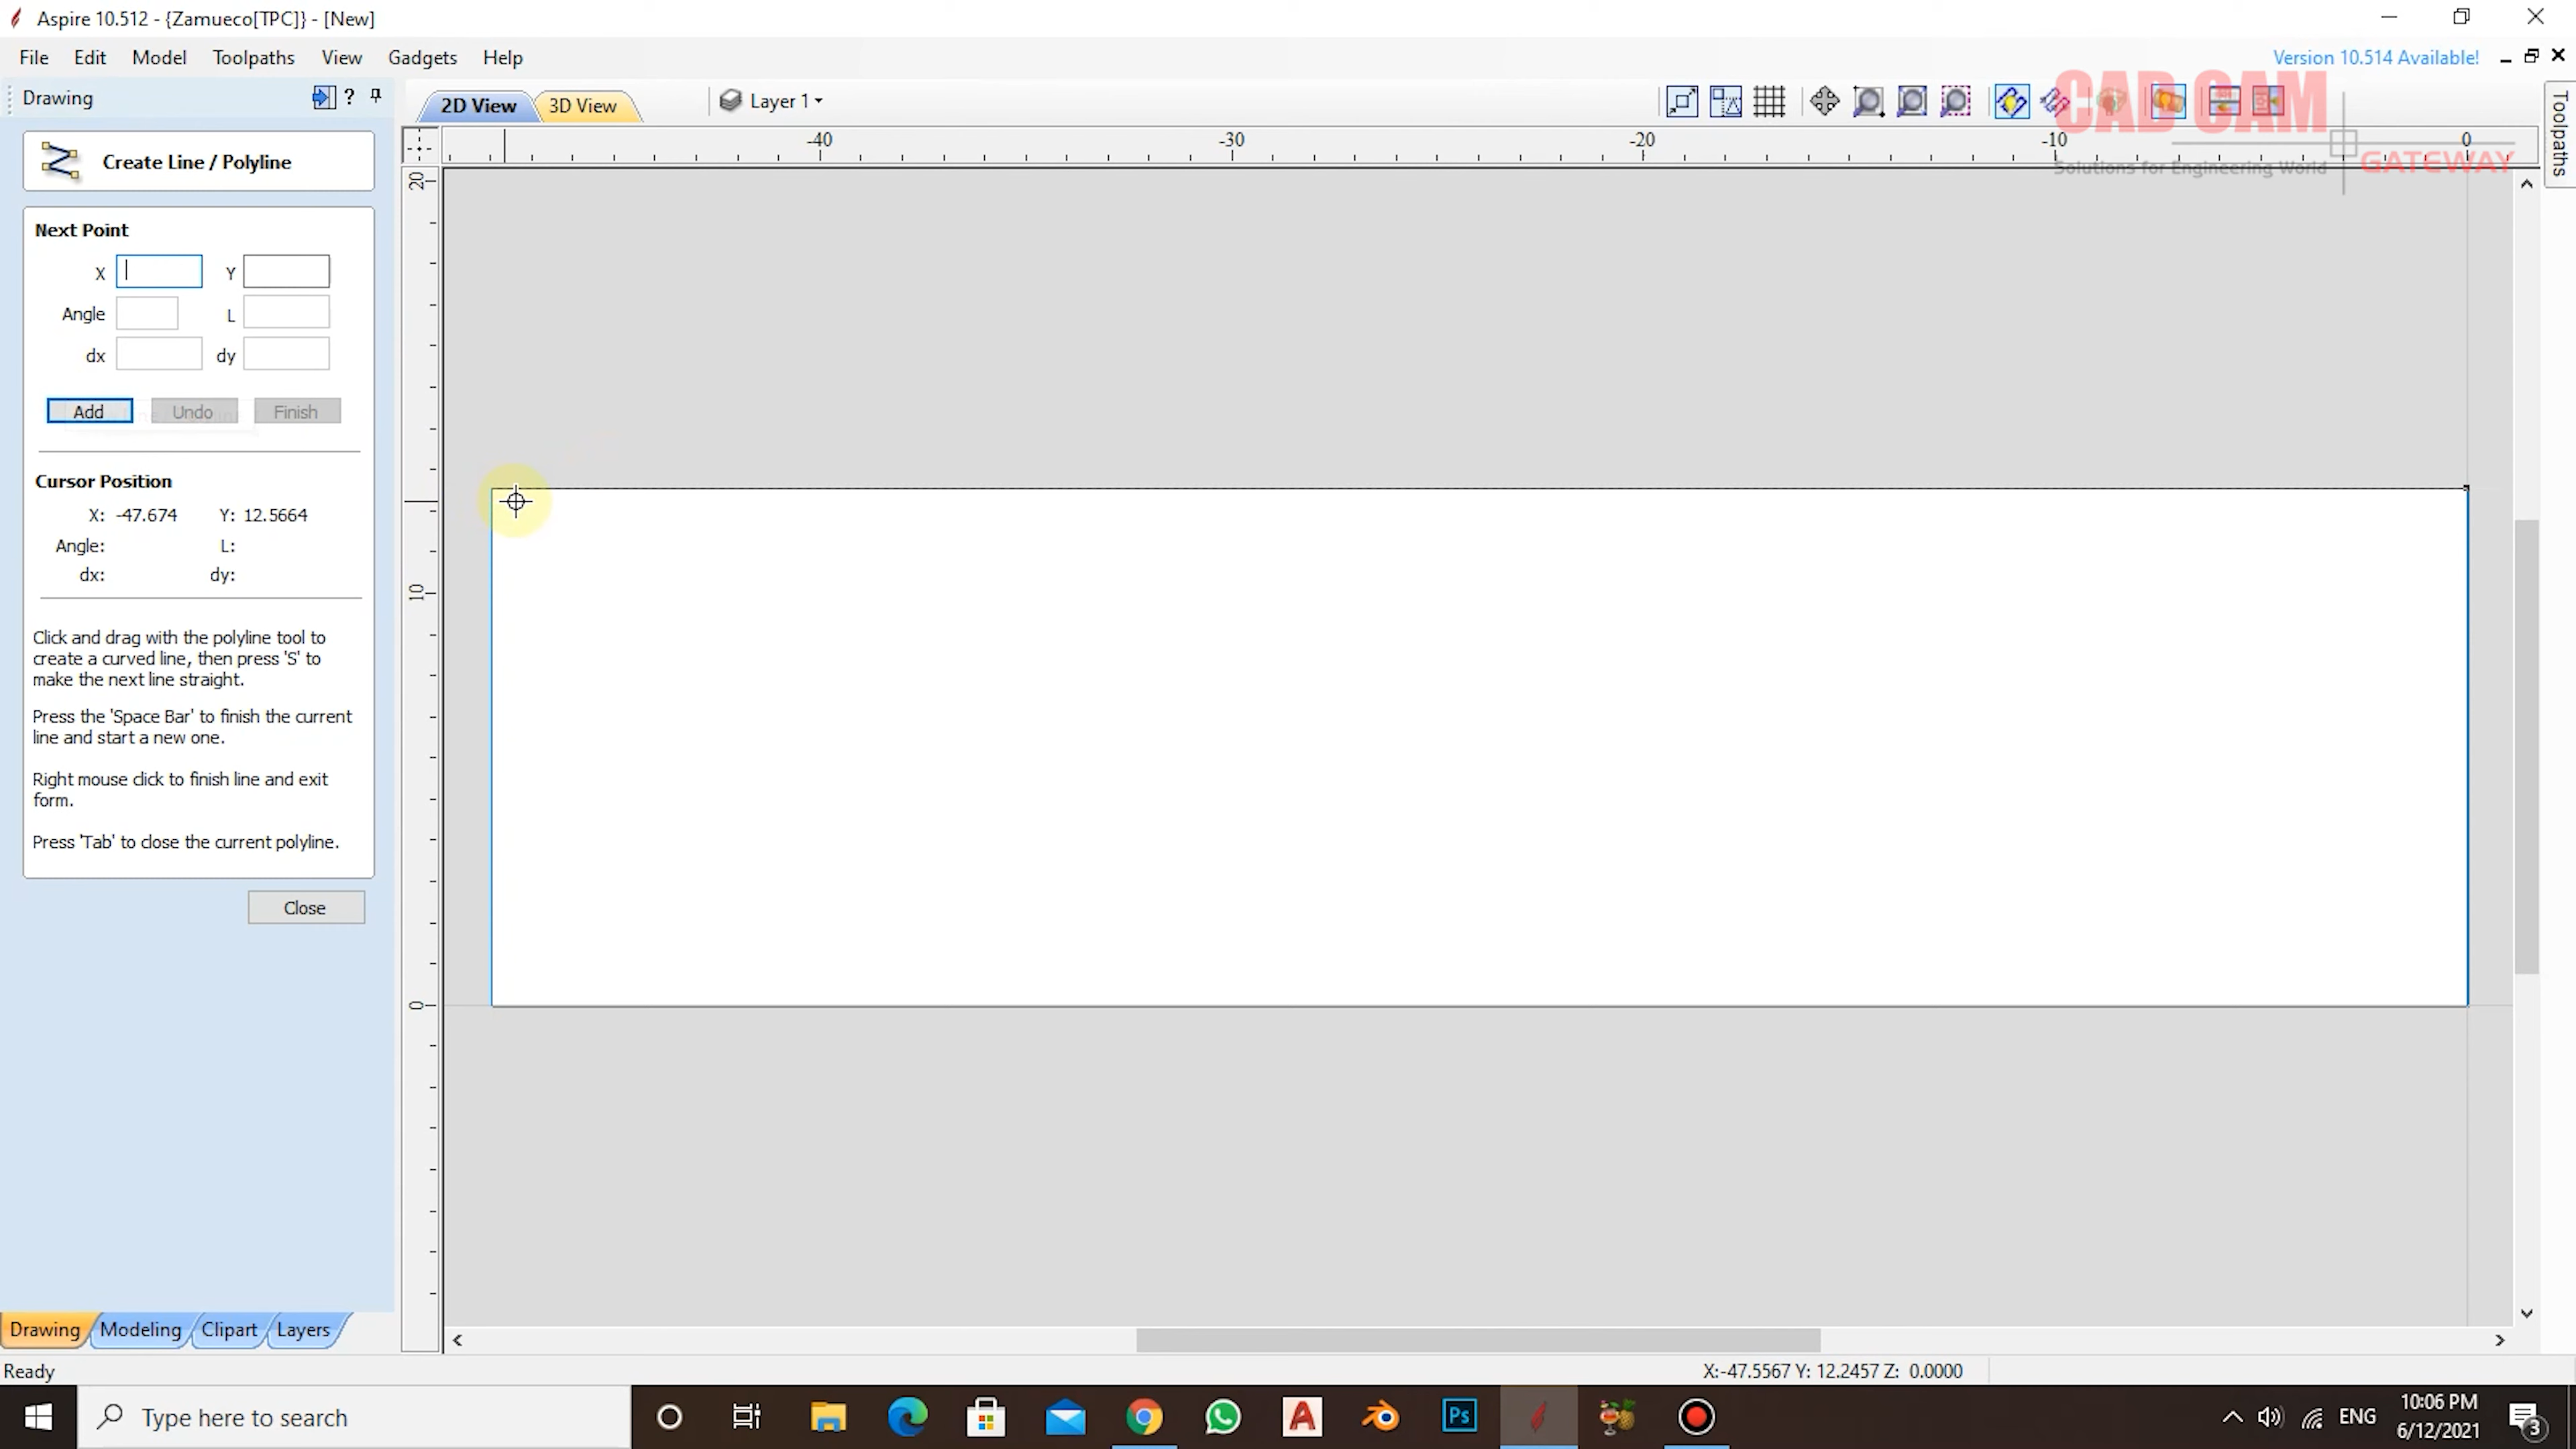 Aspire 10.512 - {Zamueco[TPC]} - [New]
File Edit Model Toolpaths View Gadgets Help
Version 10.514 Available!
Drawing ?
2D View 3D View Layer 1
CAD CAM
GATEWAY
Solutions for Engineering World
Toolpaths
Create Line / Polyline
-40 -30 -20 -10 0
20
10
0
Next Point
X Y
Angle L
dx dy
Add Undo Finish
Cursor Position
X: -47.674 Y: 12.5664
Angle: L:
dx: dy:
Click and drag with the polyline tool to
create a curved line, then press 'S' to
make the next line straight.
Press the 'Space Bar' to finish the current
line and start a new one.
Right mouse click to finish line and exit
form.
Press 'Tab' to close the current polyline.
Close
Drawing Modeling Clipart Layers
Ready
X:-47.5567 Y: 12.2457 Z: 0.0000
Type here to search
Ps
ENG
10:06 PM
6/12/2021
3